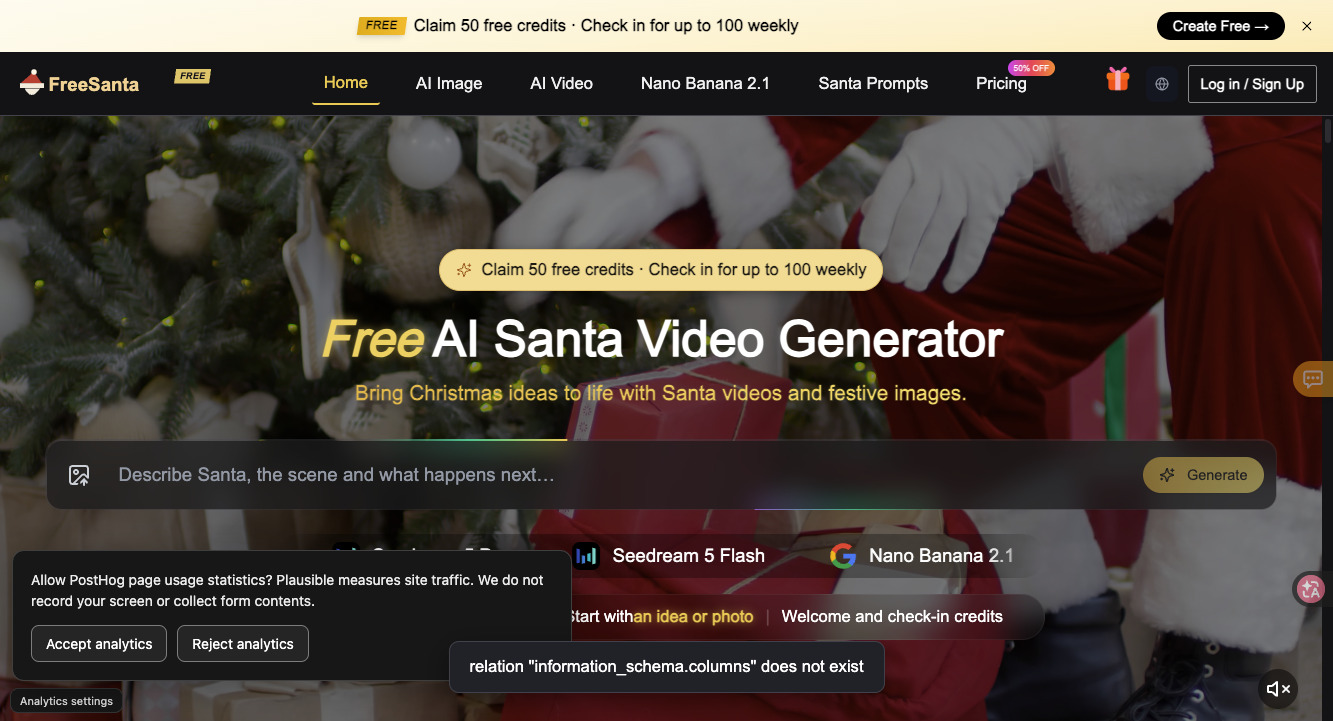 FREE Claim 50 free credits · Check in for up to 100 weekly
Create Free →
FreeSanta
FREE
Home
AI Image
AI Video
Nano Banana 2.1
Santa Prompts
Pricing
50% OFF
Log in / Sign Up
Claim 50 free credits · Check in for up to 100 weekly
Free AI Santa Video Generator
Bring Christmas ideas to life with Santa videos and festive images.
Describe Santa, the scene and what happens next…
Generate
Seedream 5 Flash
Nano Banana 2.1
Allow PostHog page usage statistics? Plausible measures site traffic. We do not
record your screen or collect form contents.
Accept analytics
Reject analytics
Start with an idea or photo | Welcome and check-in credits
relation "information_schema.columns" does not exist
Analytics settings